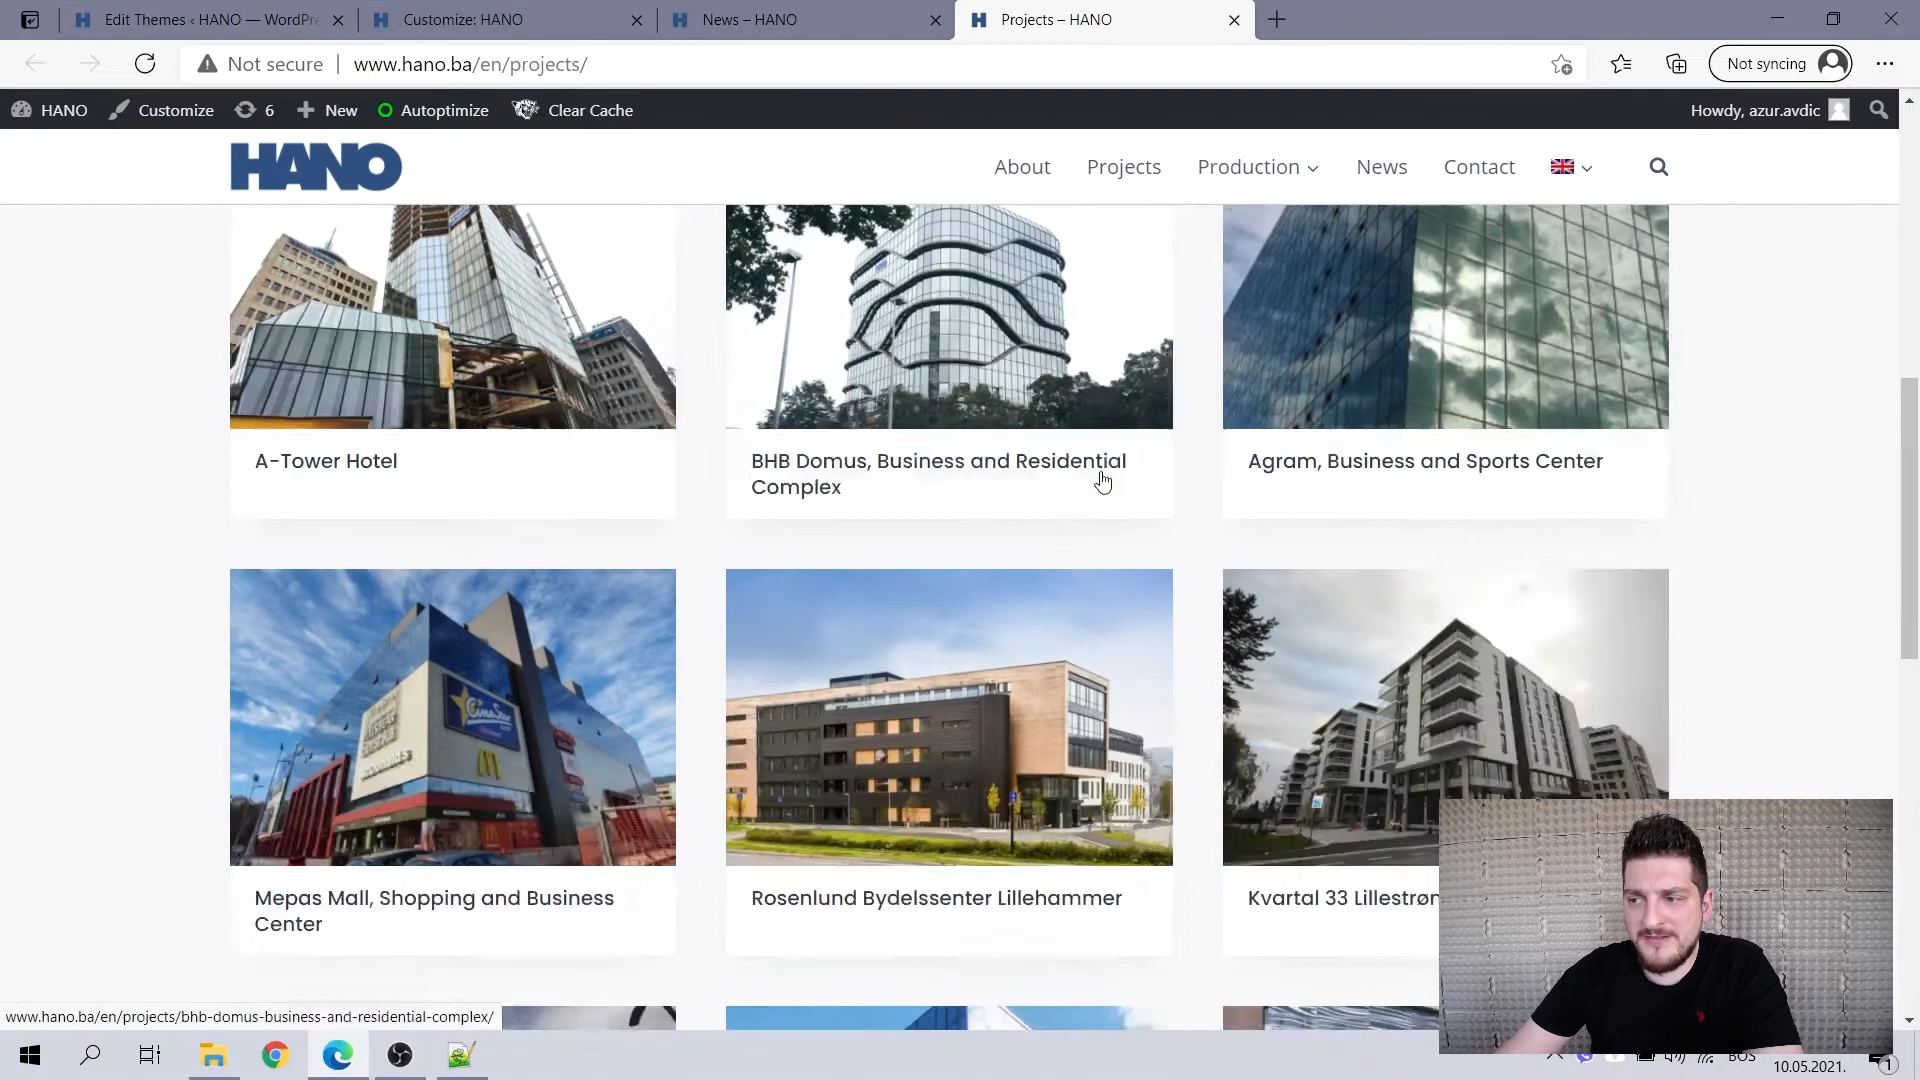 Edit Themes ‹ HANO — WordPre
Customize: HANO
News – HANO
Projects – HANO
Not secure
www.hano.ba/en/projects/
Not syncing
HANO
Customize
6
New
Autoptimize
Clear Cache
Howdy, azur.avdic
HANO
About
Projects
Production
News
Contact
A-Tower Hotel
BHB Domus, Business and Residential
Complex
Agram, Business and Sports Center
CineStar
Mepas Mall, Shopping and Business
Center
Rosenlund Bydelssenter Lillehammer
Kvartal 33 Lillestrøm
www.hano.ba/en/projects/bhb-domus-business-and-residential-complex/
BOS
10.05.2021.
1